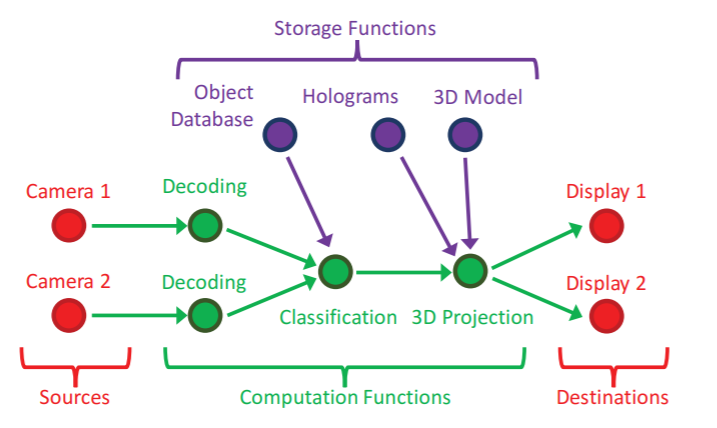 Storage Functions
Object
Database
Holograms
3D Model
Camera 1
Decoding
Display 1
Camera 2
Decoding
Display 2
Classification
3D Projection
Sources
Computation Functions
Destinations